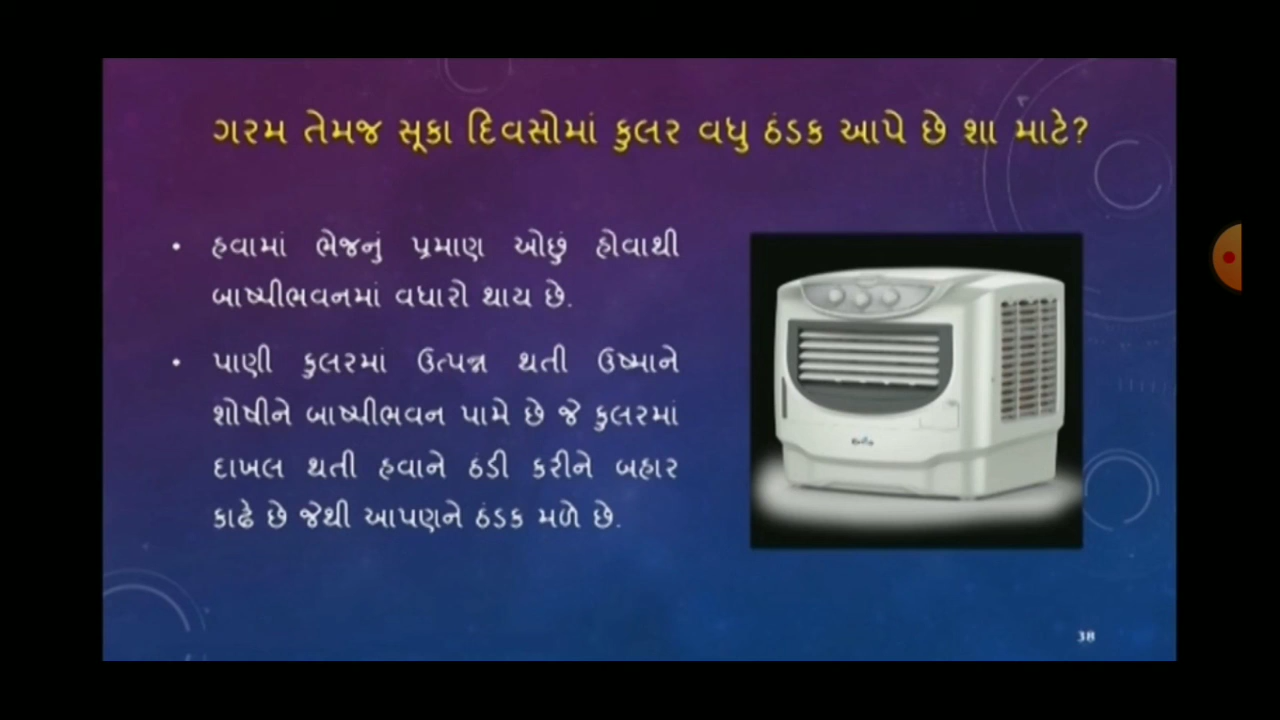 ગરમ તેમજ સૂકા દિવસોમાં કુલર વધુ ઠંડક આપે છે શા માટે?
• હવામાં ભેજનું પ્રમાણ ઓછું હોવાથી
બાષ્પીભવનમાં વધારો થાય છે.
• પાણી કુલરમાં ઉત્પન્ન થતી ઉષ્માને
શોષીને બાષ્પીભવન પામે છે જે કુલરમાં
દાખલ થતી હવાને ઠંડી કરીને બહાર
કાઢે છે જેથી આપણને ઠંડક મળે છે.
38